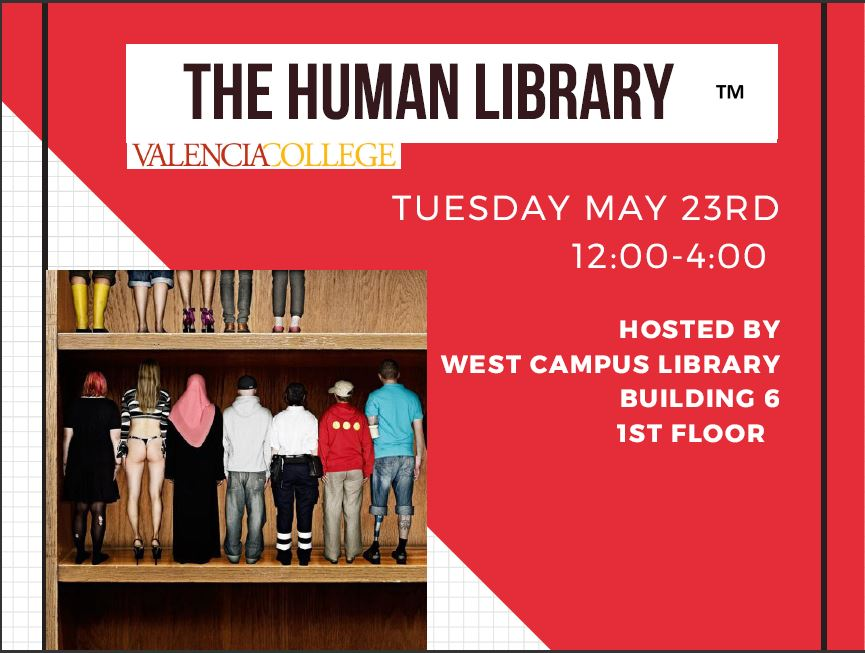 THE HUMAN LIBRARY ™
VALENCIACOLLEGE
TUESDAY MAY 23RD
12:00-4:00
HOSTED BY
WEST CAMPUS LIBRARY
BUILDING 6
1ST FLOOR